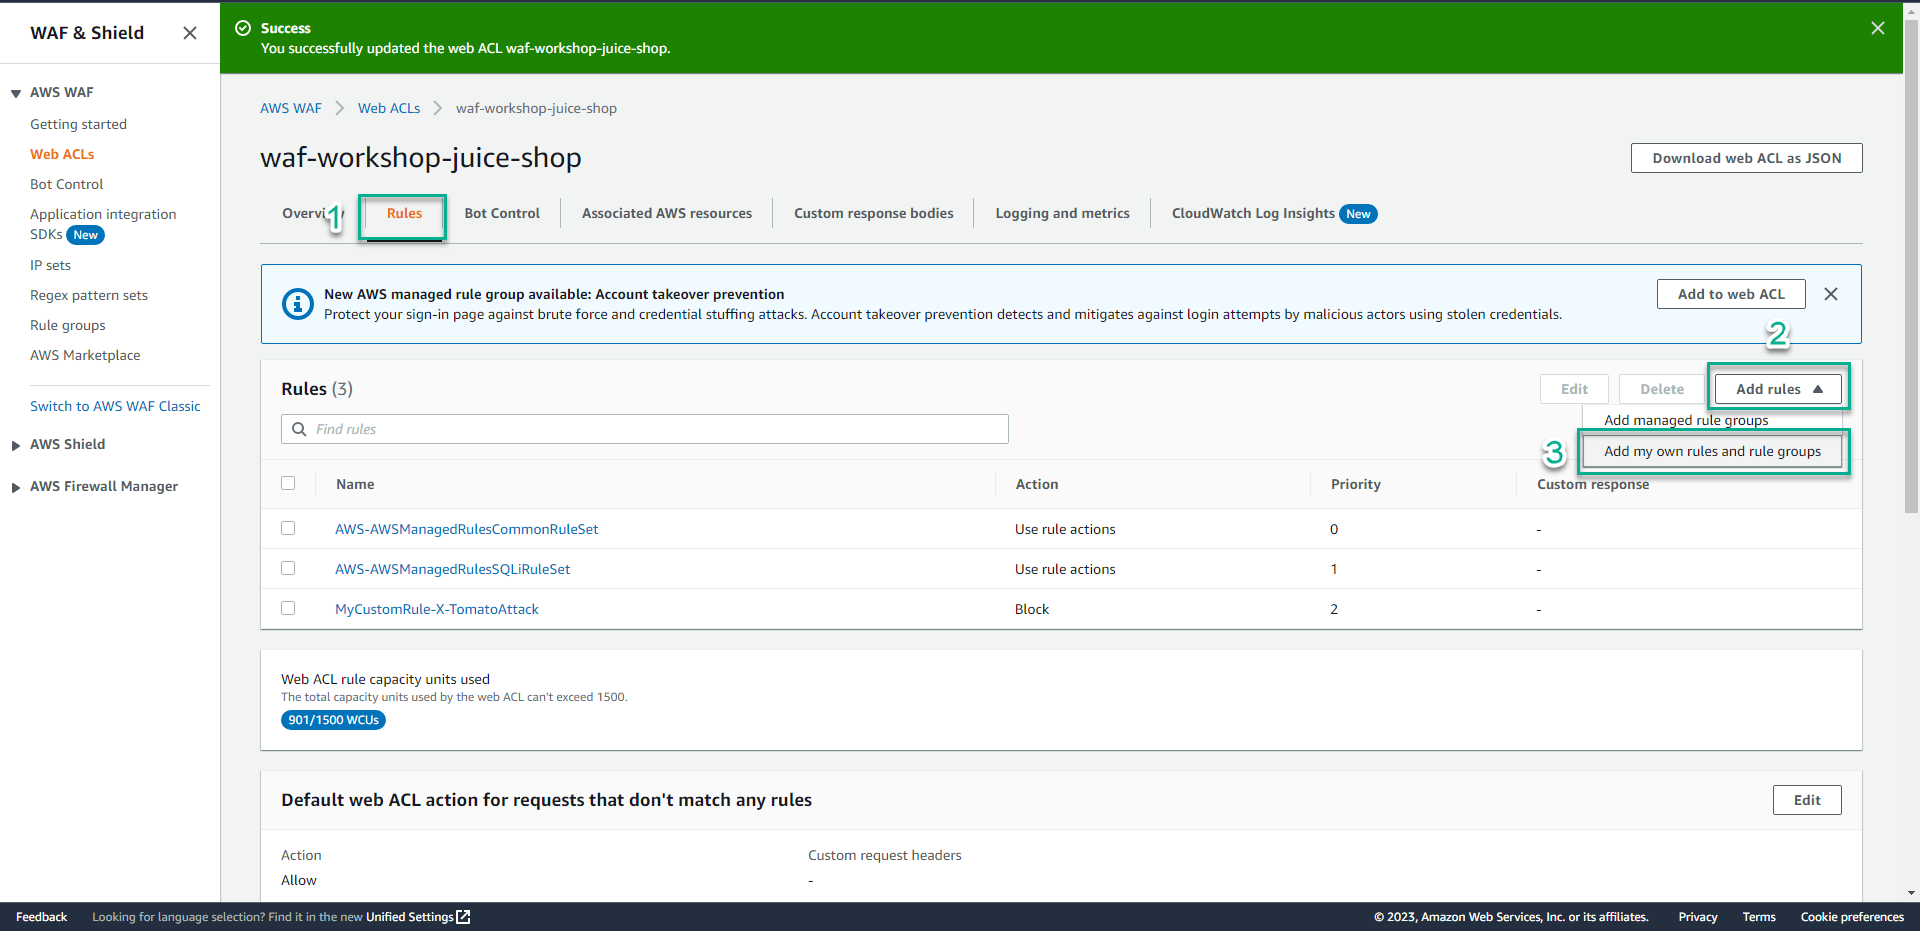 WAF & Shield
Success
You successfully updated the web ACL waf-workshop-juice-shop.
AWS WAF
Getting started
Web ACLs
Bot Control
Application integration
SDKs New
IP sets
Regex pattern sets
Rule groups
AWS Marketplace
Switch to AWS WAF Classic
AWS Shield
AWS Firewall Manager
AWS WAF Web ACLs waf-workshop-juice-shop
waf-workshop-juice-shop
Download web ACL as JSON
Overview 1 Rules Bot Control Associated AWS resources Custom response bodies Logging and metrics CloudWatch Log Insights New
New AWS managed rule group available: Account takeover prevention
Protect your sign-in page against brute force and credential stuffing attacks. Account takeover prevention detects and mitigates against login attempts by malicious actors using stolen credentials.
Add to web ACL
2
Rules (3)
Edit Delete Add rules
Add managed rule groups
3 Add my own rules and rule groups
Find rules
Name Action Priority Custom response
AWS-AWSManagedRulesCommonRuleSet Use rule actions 0 -
AWS-AWSManagedRulesSQLiRuleSet Use rule actions 1 -
MyCustomRule-X-TomatoAttack Block 2 -
Web ACL rule capacity units used
The total capacity units used by the web ACL can't exceed 1500.
901/1500 WCUs
Default web ACL action for requests that don't match any rules
Edit
Action Custom request headers
Allow -
Feedback Looking for language selection? Find it in the new Unified Settings © 2023, Amazon Web Services, Inc. or its affiliates. Privacy Terms Cookie preferences